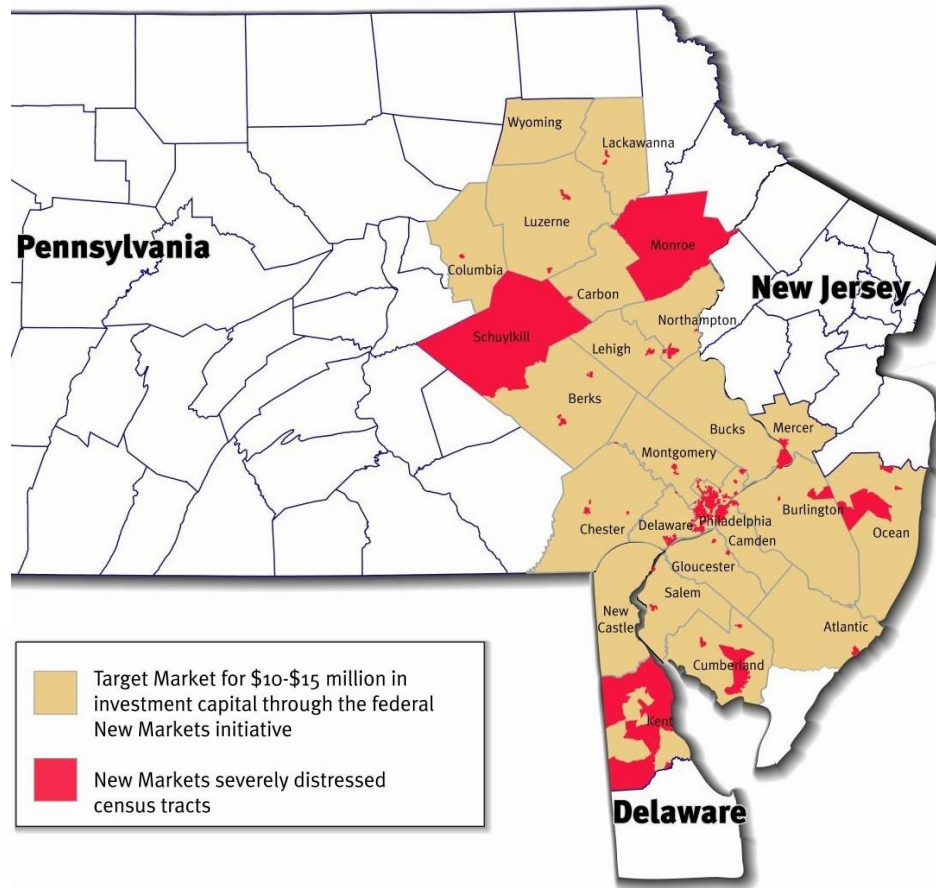 Wyoming
Lackawanna
Luzerne
Pennsylvania
Monroe
Columbia
New Jersey
Carbon
Northampton
Schuylkill
Lehigh
Berks
Bucks
Mercer
Montgomery
Burlington
Chester
Delaware
Philadelphia
Ocean
Camden
Gloucester
Salem
New
Castle
Atlantic
Cumberland
Kent
Delaware
Target Market for $10-$15 million in
investment capital through the federal
New Markets initiative
New Markets severely distressed
census tracts